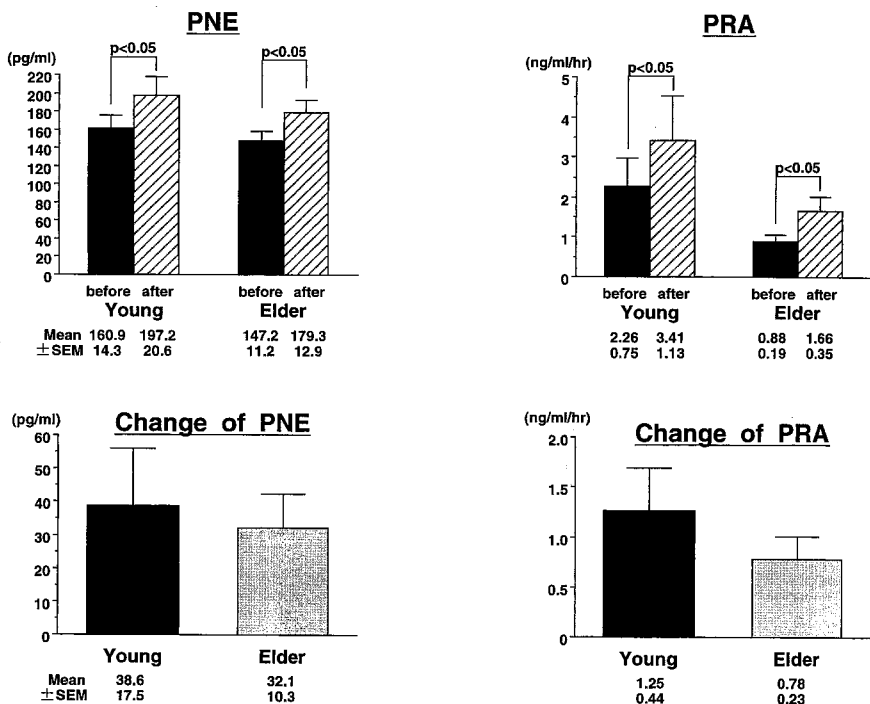 PNE
(pg/ml)
p<0.05
p<0.05
220
200
180
160
140
120
100
80
60
40
20
0
before after before after
Young Elder
Mean 160.9 197.2 147.2 179.3
±SEM 14.3 20.6 11.2 12.9
PRA
(ng/ml/hr)
p<0.05
p<0.05
5
4
3
2
1
0
before after before after
Young Elder
2.26 3.41 0.88 1.66
0.75 1.13 0.19 0.35
(pg/ml)
Change of PNE
60
50
40
30
20
10
0
Young Elder
Mean 38.6 32.1
±SEM 17.5 10.3
(ng/ml/hr)
Change of PRA
2.0
1.5
1.0
0.5
0
Young Elder
1.25 0.78
0.44 0.23